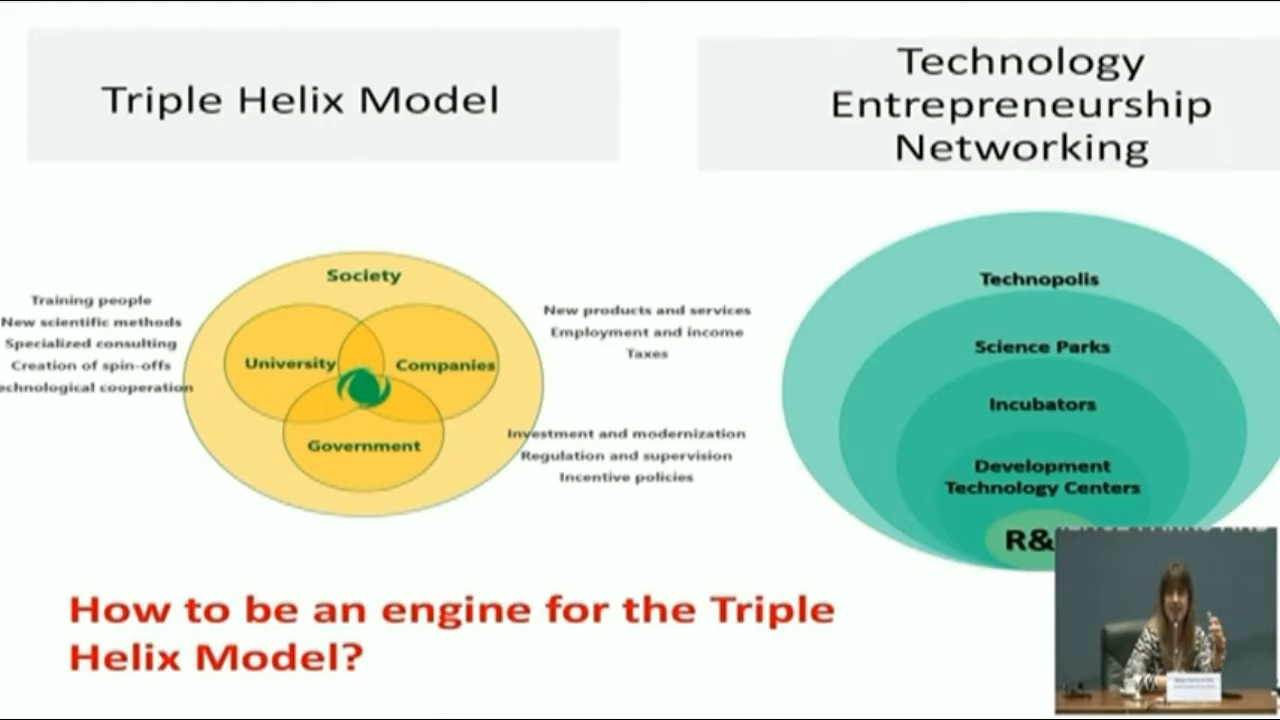 Triple Helix Model
Technology
Entrepreneurship
Networking
Society
University
Companies
Government
Training people
New scientific methods
Specialized consulting
Creation of spin-offs
echnological cooperation
New products and services
Employment and income
Taxes
Investment and modernization
Regulation and supervision
Incentive policies
Technopolis
Science Parks
Incubators
Development
Technology Centers
R&
How to be an engine for the Triple
Helix Model?